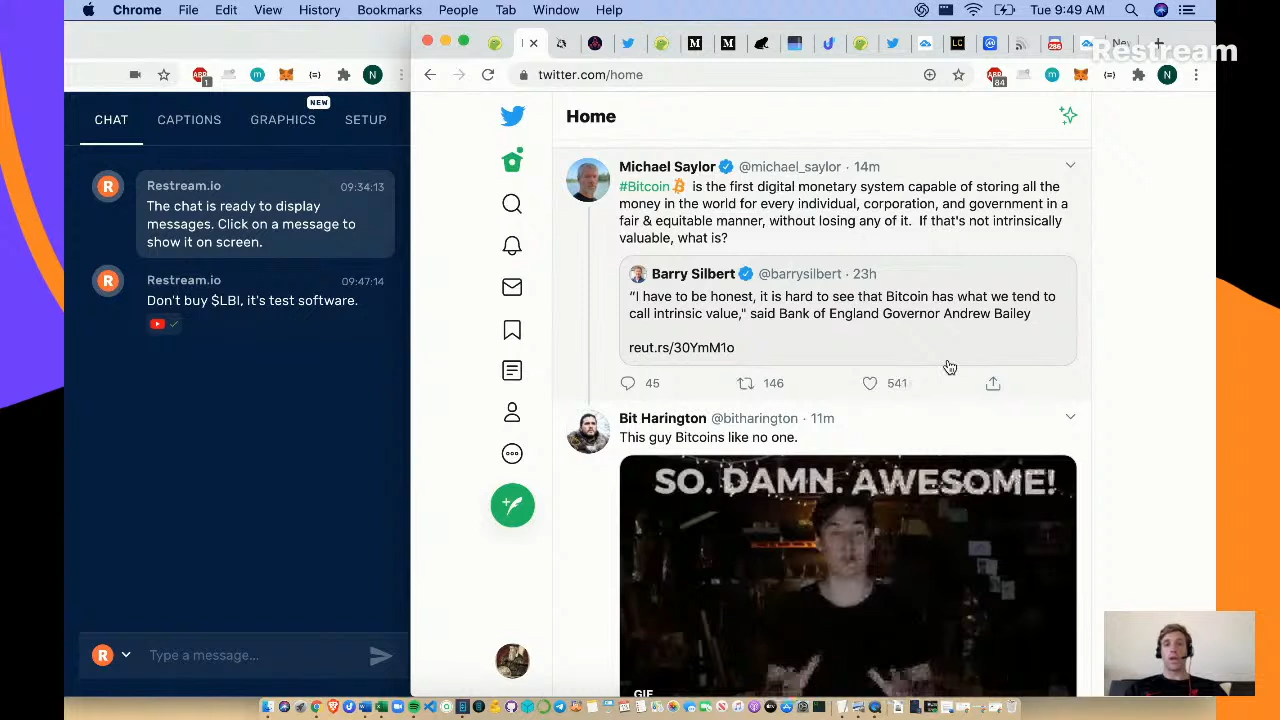 Chrome File Edit View History Bookmarks People Tab Window Help Tue 9:49 AM
LC 286 New
Restream
ABP 1 m N
twitter.com/home
ABP 84 m N
CHAT CAPTIONS GRAPHICS NEW SETUP
R Restream.io 09:34:13
The chat is ready to display
messages. Click on a message to
show it on screen.
R Restream.io 09:47:14
Don't buy $LBI, it's test software.
R Type a message...
Home
Michael Saylor @michael_saylor · 14m
#Bitcoin is the first digital monetary system capable of storing all the
money in the world for every individual, corporation, and government in a
fair & equitable manner, without losing any of it. If that's not intrinsically
valuable, what is?
Barry Silbert @barrysilbert · 23h
“I have to be honest, it is hard to see that Bitcoin has what we tend to
call intrinsic value," said Bank of England Governor Andrew Bailey
reut.rs/30YmM1o
45 146 541
Bit Harington @bitharington · 11m
This guy Bitcoins like no one.
SO. DAMN. AWESOME!
GIF